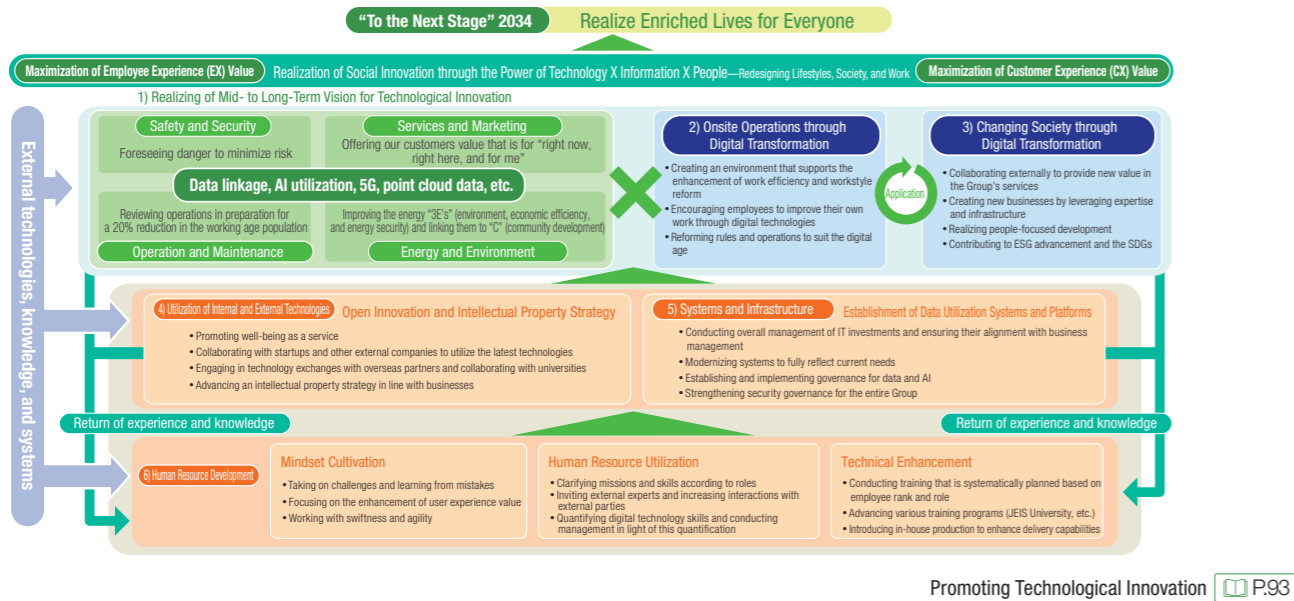 “To the Next Stage” 2034
Realize Enriched Lives for Everyone
Maximization of Employee Experience (EX) Value
Realization of Social Innovation through the Power of Technology X Information X People—Redesigning Lifestyles, Society, and Work
Maximization of Customer Experience (CX) Value
External technologies, knowledge, and systems
1) Realizing of Mid- to Long-Term Vision for Technological Innovation
Safety and Security
Foreseeing danger to minimize risk
Services and Marketing
Offering our customers value that is for “right now,
right here, and for me”
Data linkage, AI utilization, 5G, point cloud data, etc.
Reviewing operations in preparation for
a 20% reduction in the working age population
Operation and Maintenance
Improving the energy “3E’s” (environment, economic efficiency,
and energy security) and linking them to “C” (community development)
Energy and Environment
2) Onsite Operations through
Digital Transformation
• Creating an environment that supports the
enhancement of work efficiency and workstyle
reform
• Encouraging employees to improve their own
work through digital technologies
• Reforming rules and operations to suit the digital
age
Application
3) Changing Society through
Digital Transformation
• Collaborating externally to provide new value in
the Group’s services
• Creating new businesses by leveraging expertise
and infrastructure
• Realizing people-focused development
• Contributing to ESG advancement and the SDGs
4) Utilization of Internal and External Technologies
Open Innovation and Intellectual Property Strategy
• Promoting well-being as a service
• Collaborating with startups and other external companies to utilize the latest technologies
• Engaging in technology exchanges with overseas partners and collaborating with universities
• Advancing an intellectual property strategy in line with businesses
5) Systems and Infrastructure
Establishment of Data Utilization Systems and Platforms
• Conducting overall management of IT investments and ensuring their alignment with business
management
• Modernizing systems to fully reflect current needs
• Establishing and implementing governance for data and AI
• Strengthening security governance for the entire Group
Return of experience and knowledge
Return of experience and knowledge
6) Human Resource Development
Mindset Cultivation
• Taking on challenges and learning from mistakes
• Focusing on the enhancement of user experience value
• Working with swiftness and agility
Human Resource Utilization
• Clarifying missions and skills according to roles
• Inviting external experts and increasing interactions with
external parties
• Quantifying digital technology skills and conducting
management in light of this quantification
Technical Enhancement
• Conducting training that is systematically planned based on
employee rank and role
• Advancing various training programs (JEIS University, etc.)
• Introducing in-house production to enhance delivery capabilities
Promoting Technological Innovation
P.93